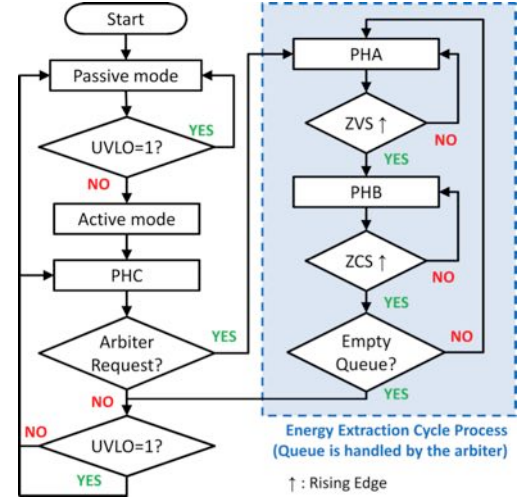 Start
Passive mode
YES
UVLO=1?
NO
Active mode
PHC
YES
Arbiter
Request?
NO
NO
UVLO=1?
YES
PHA
ZVS ↑
NO
YES
PHB
ZCS ↑
NO
YES
NO
Empty
Queue?
YES
Energy Extraction Cycle Process
(Queue is handled by the arbiter)
↑ : Rising Edge